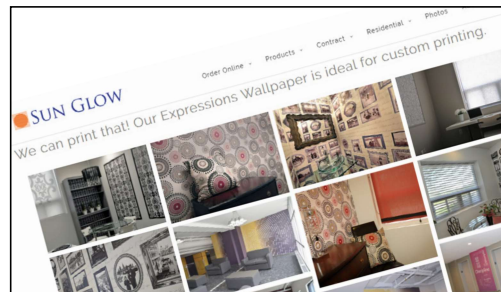 Order Online Products Contract Residential Photos
SUN GLOW
We can print that! Our Expressions Wallpaper is ideal for custom printing.